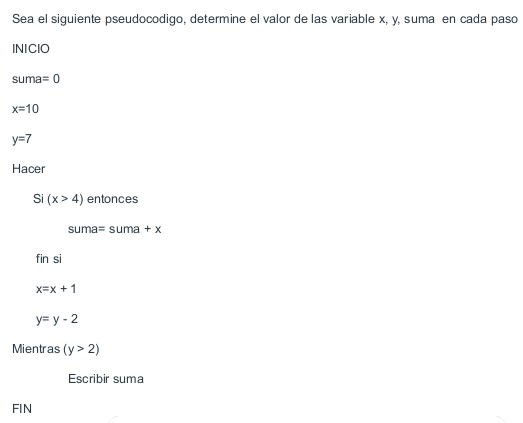 Sea el siguiente pseudocodigo, determine el valor de las variable x, y, suma en cada paso
INICIO
suma= 0
x=10
y=7
Hacer
Si (x > 4) entonces
suma= suma + x
fin si
x=x + 1
y= y - 2
Mientras (y > 2)
Escribir suma
FIN